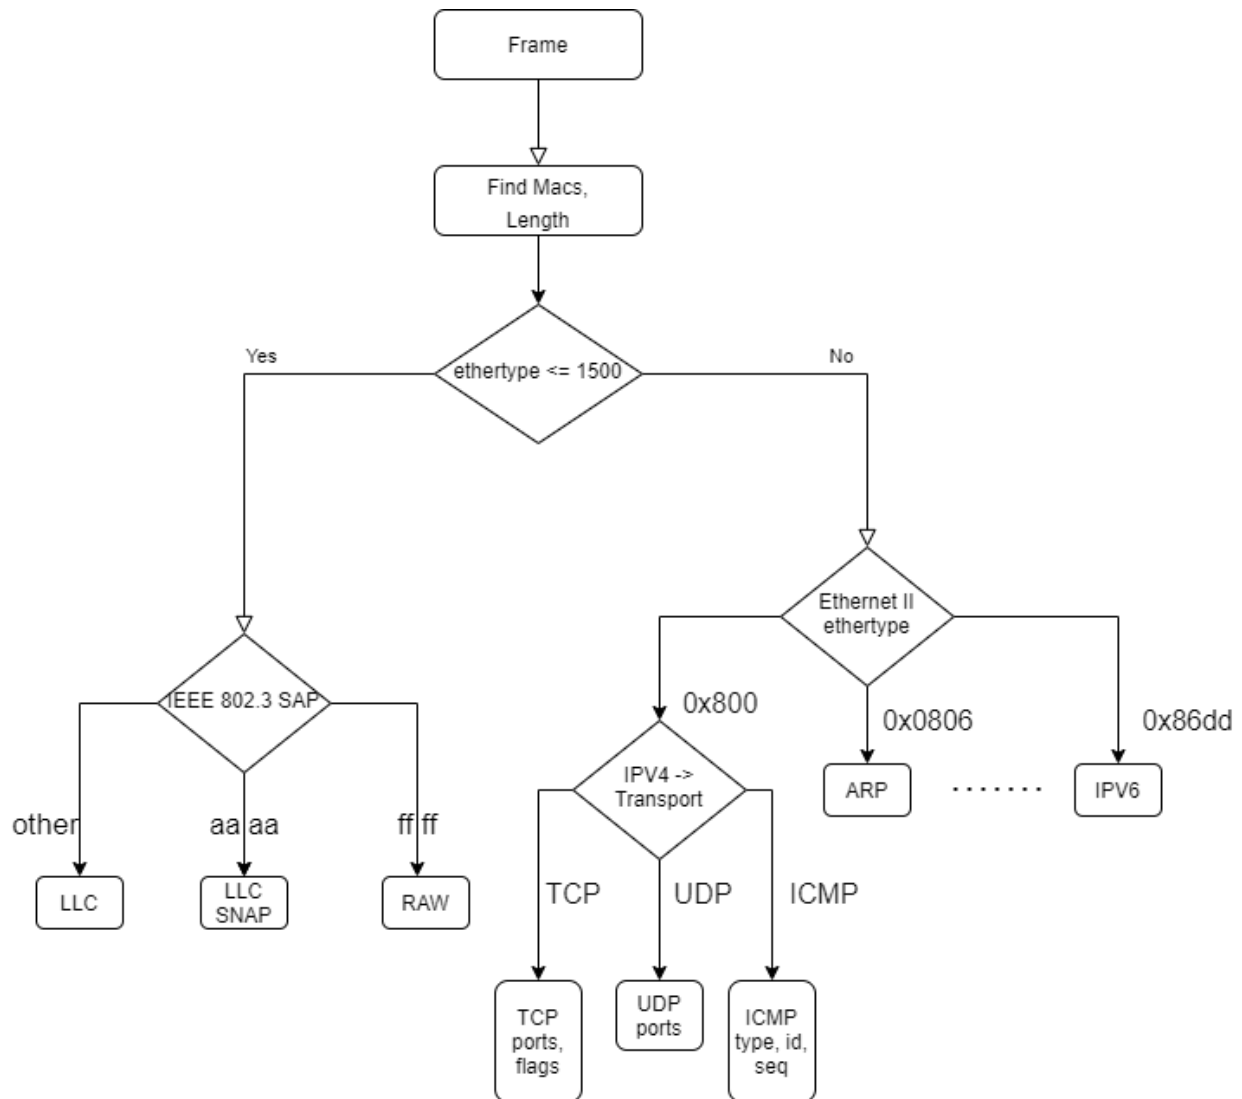 Frame
Find Macs,
Length
ethertype <= 1500
Yes
No
Ethernet II
ethertype
IEEE 802.3 SAP
0x800
0x0806
0x86dd
IPV4 ->
Transport
ARP
.......
IPV6
other
aa aa
ff ff
LLC
LLC
SNAP
RAW
TCP
UDP
ICMP
TCP
ports,
flags
UDP
ports
ICMP
type, id,
seq